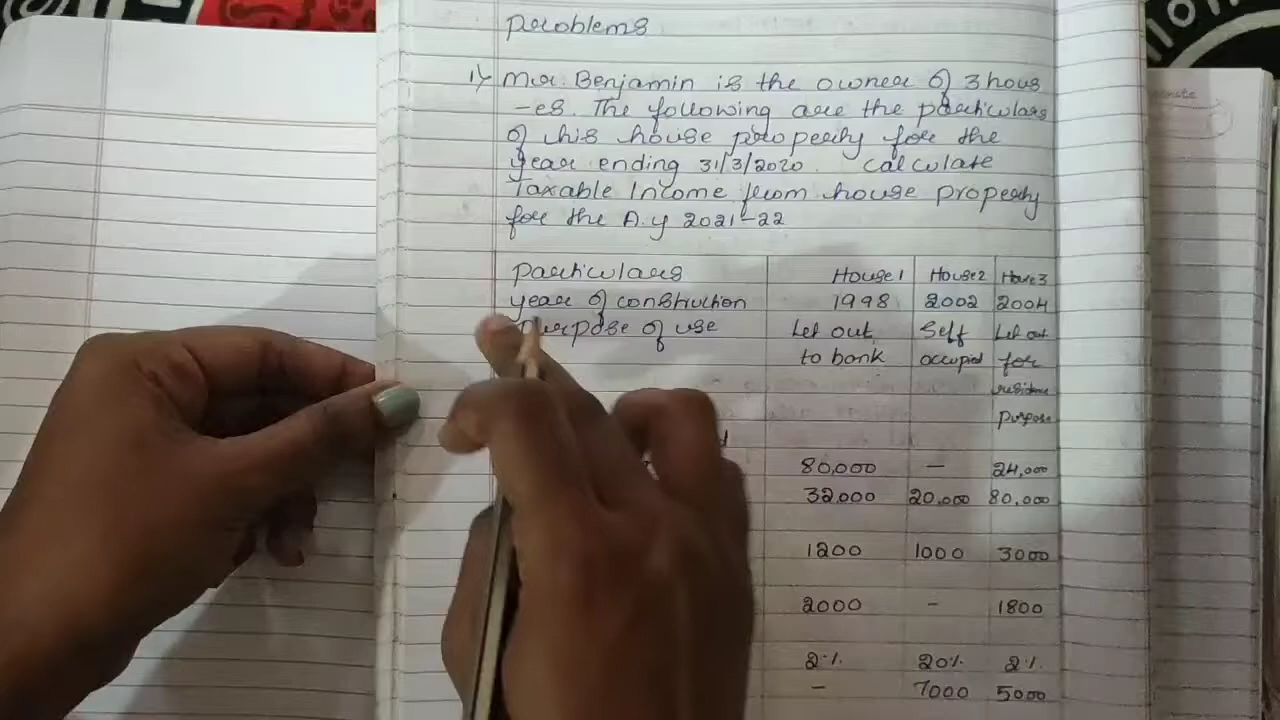 Problems
1) Mr. Benjamin is the owner of 3 hous
-es. The following are the particulars
of his house property for the
year ending 31/3/2020. Calculate
Taxable Income from house property
for the A.y 2021-22
Particulars House1 House2 House3
year of construction 1998 2002 2004
purpose of use Let out Self Let out
to bank occupied for
residence
purpose
80,000 — 24,000
32,000 20,000 80,000
1200 1000 3000
2000 - 1800
2% 20% 2%
- 7000 5000